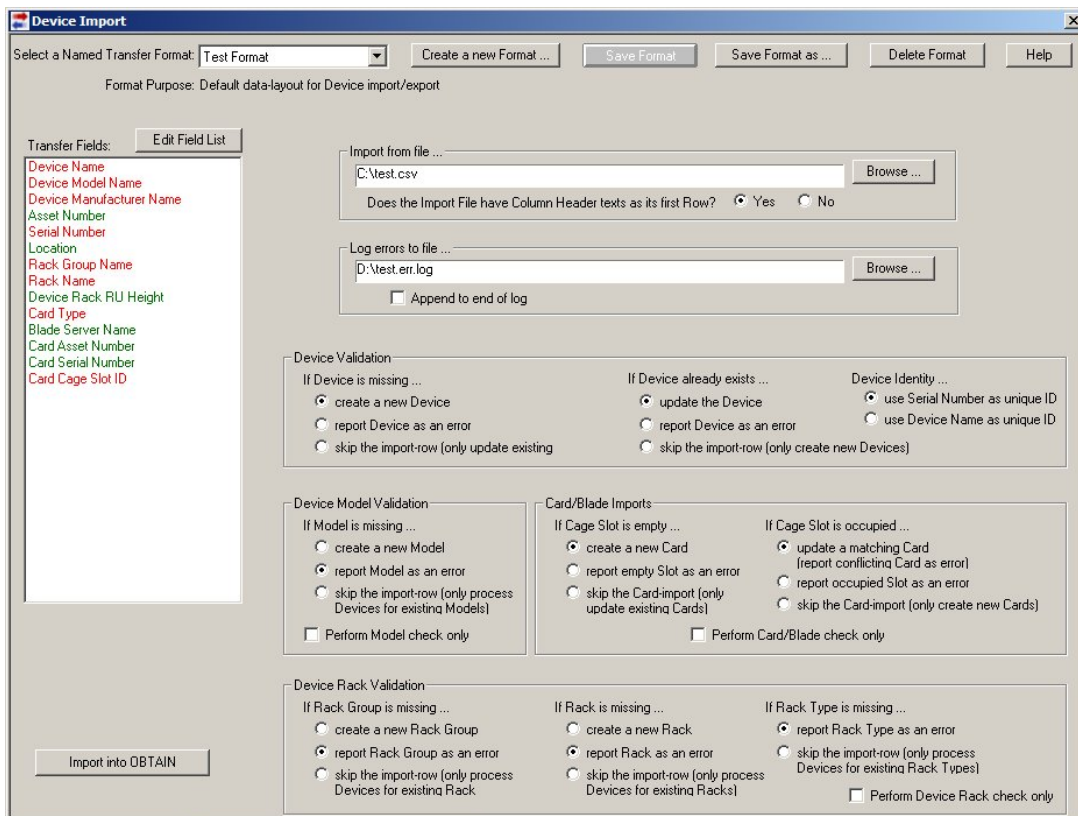 Device Import
Select a Named Transfer Format: Test Format Create a new Format ... Save Format Save Format as ... Delete Format Help
Format Purpose: Default data-layout for Device import/export
Transfer Fields: Edit Field List
Device Name
Device Model Name
Device Manufacturer Name
Asset Number
Serial Number
Location
Rack Group Name
Rack Name
Device Rack RU Height
Card Type
Blade Server Name
Card Asset Number
Card Serial Number
Card Cage Slot ID
Import into OBTAIN
Import from file ...
C:\test.csv Browse ...
Does the Import File have Column Header texts as its first Row? Yes No
Log errors to file ...
D:\test.err.log Browse ...
Append to end of log
Device Validation
If Device is missing ...
create a new Device
report Device as an error
skip the import-row (only update existing
If Device already exists ...
update the Device
report Device as an error
skip the import-row (only create new Devices)
Device Identity ...
use Serial Number as unique ID
use Device Name as unique ID
Device Model Validation
If Model is missing ...
create a new Model
report Model as an error
skip the import-row (only process
Devices for existing Models)
Perform Model check only
Card/Blade Imports
If Cage Slot is empty ...
create a new Card
report empty Slot as an error
skip the Card-import (only
update existing Cards)
If Cage Slot is occupied ...
update a matching Card
(report conflicting Card as error)
report occupied Slot as an error
skip the Card-import (only create new Cards)
Perform Card/Blade check only
Device Rack Validation
If Rack Group is missing ...
create a new Rack Group
report Rack Group as an error
skip the import-row (only process
Devices for existing Rack
If Rack is missing ...
create a new Rack
report Rack as an error
skip the import-row (only process
Devices for existing Racks)
If Rack Type is missing ...
report Rack Type as an error
skip the import-row (only process
Devices for existing Rack Types)
Perform Device Rack check only